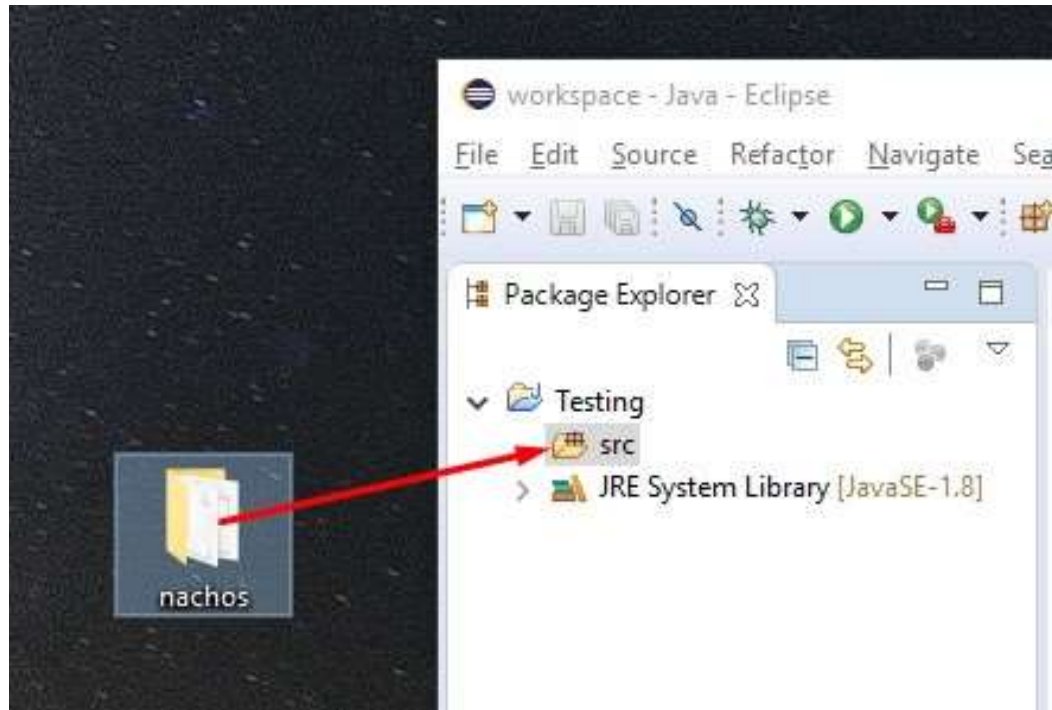 workspace - Java - Eclipse
File Edit Source Refactor Navigate Sea
Package Explorer
Testing
src
JRE System Library [JavaSE-1.8]
nachos